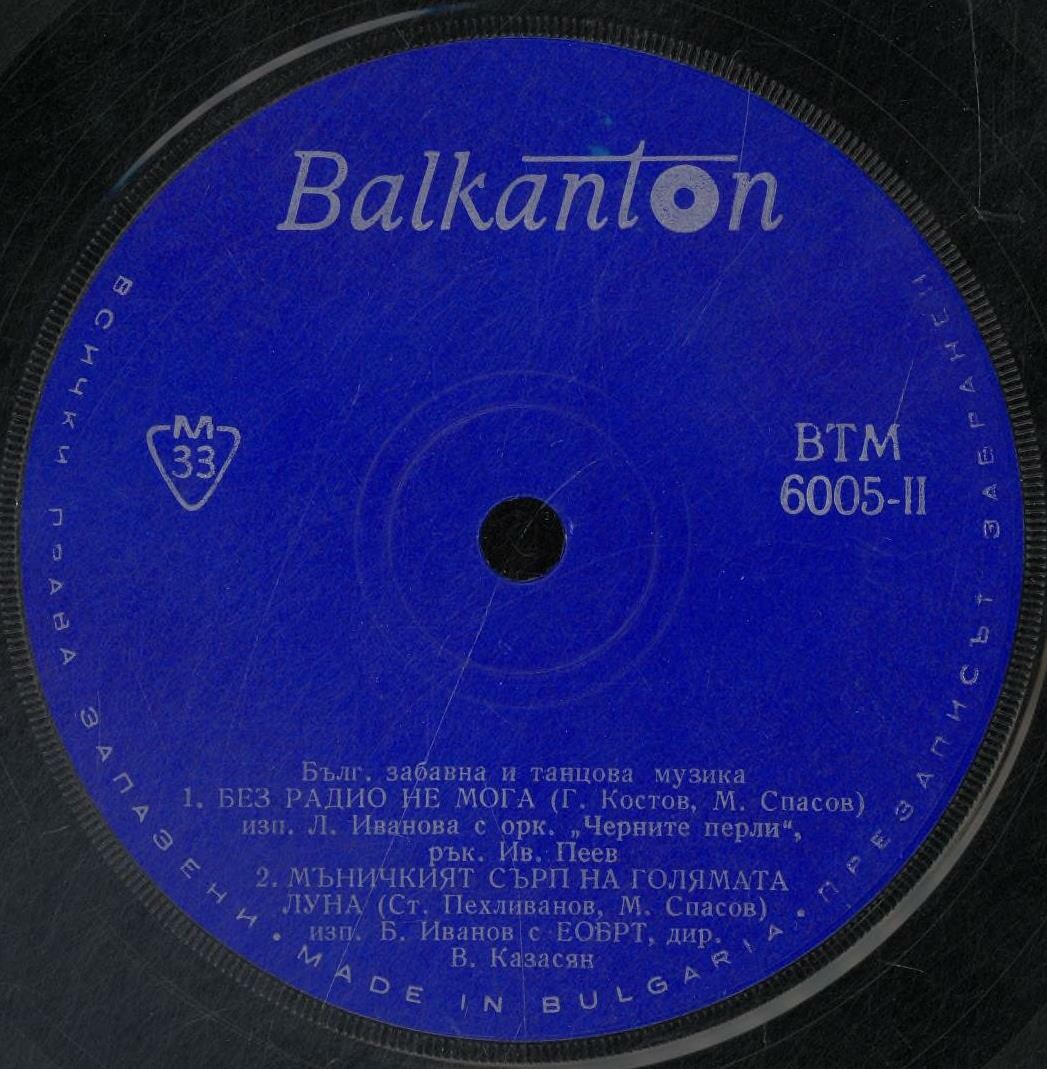 Balkanton
М
33
ВТМ
6005-II
Бълг. забавна и танцова музика
1. БЕЗ РАДИО НЕ МОГА (Г. Костов, М. Спасов)
изп. Л. Иванова с орк. „Черните перли“,
рък. Ив. Пеев
2. МЪНИЧКИЯТ СЪРП НА ГОЛЯМАТА
ЛУНА (Ст. Пехливанов, М. Спасов)
изп. Б. Иванов с ЕОБРТ, дир.
В. Казасян
ВСИЧКИ ПРАВА ЗАПАЗЕНИ • MADE IN BULGARIA • ПРЕЗАПИСЪТ ЗАБРАНЕН